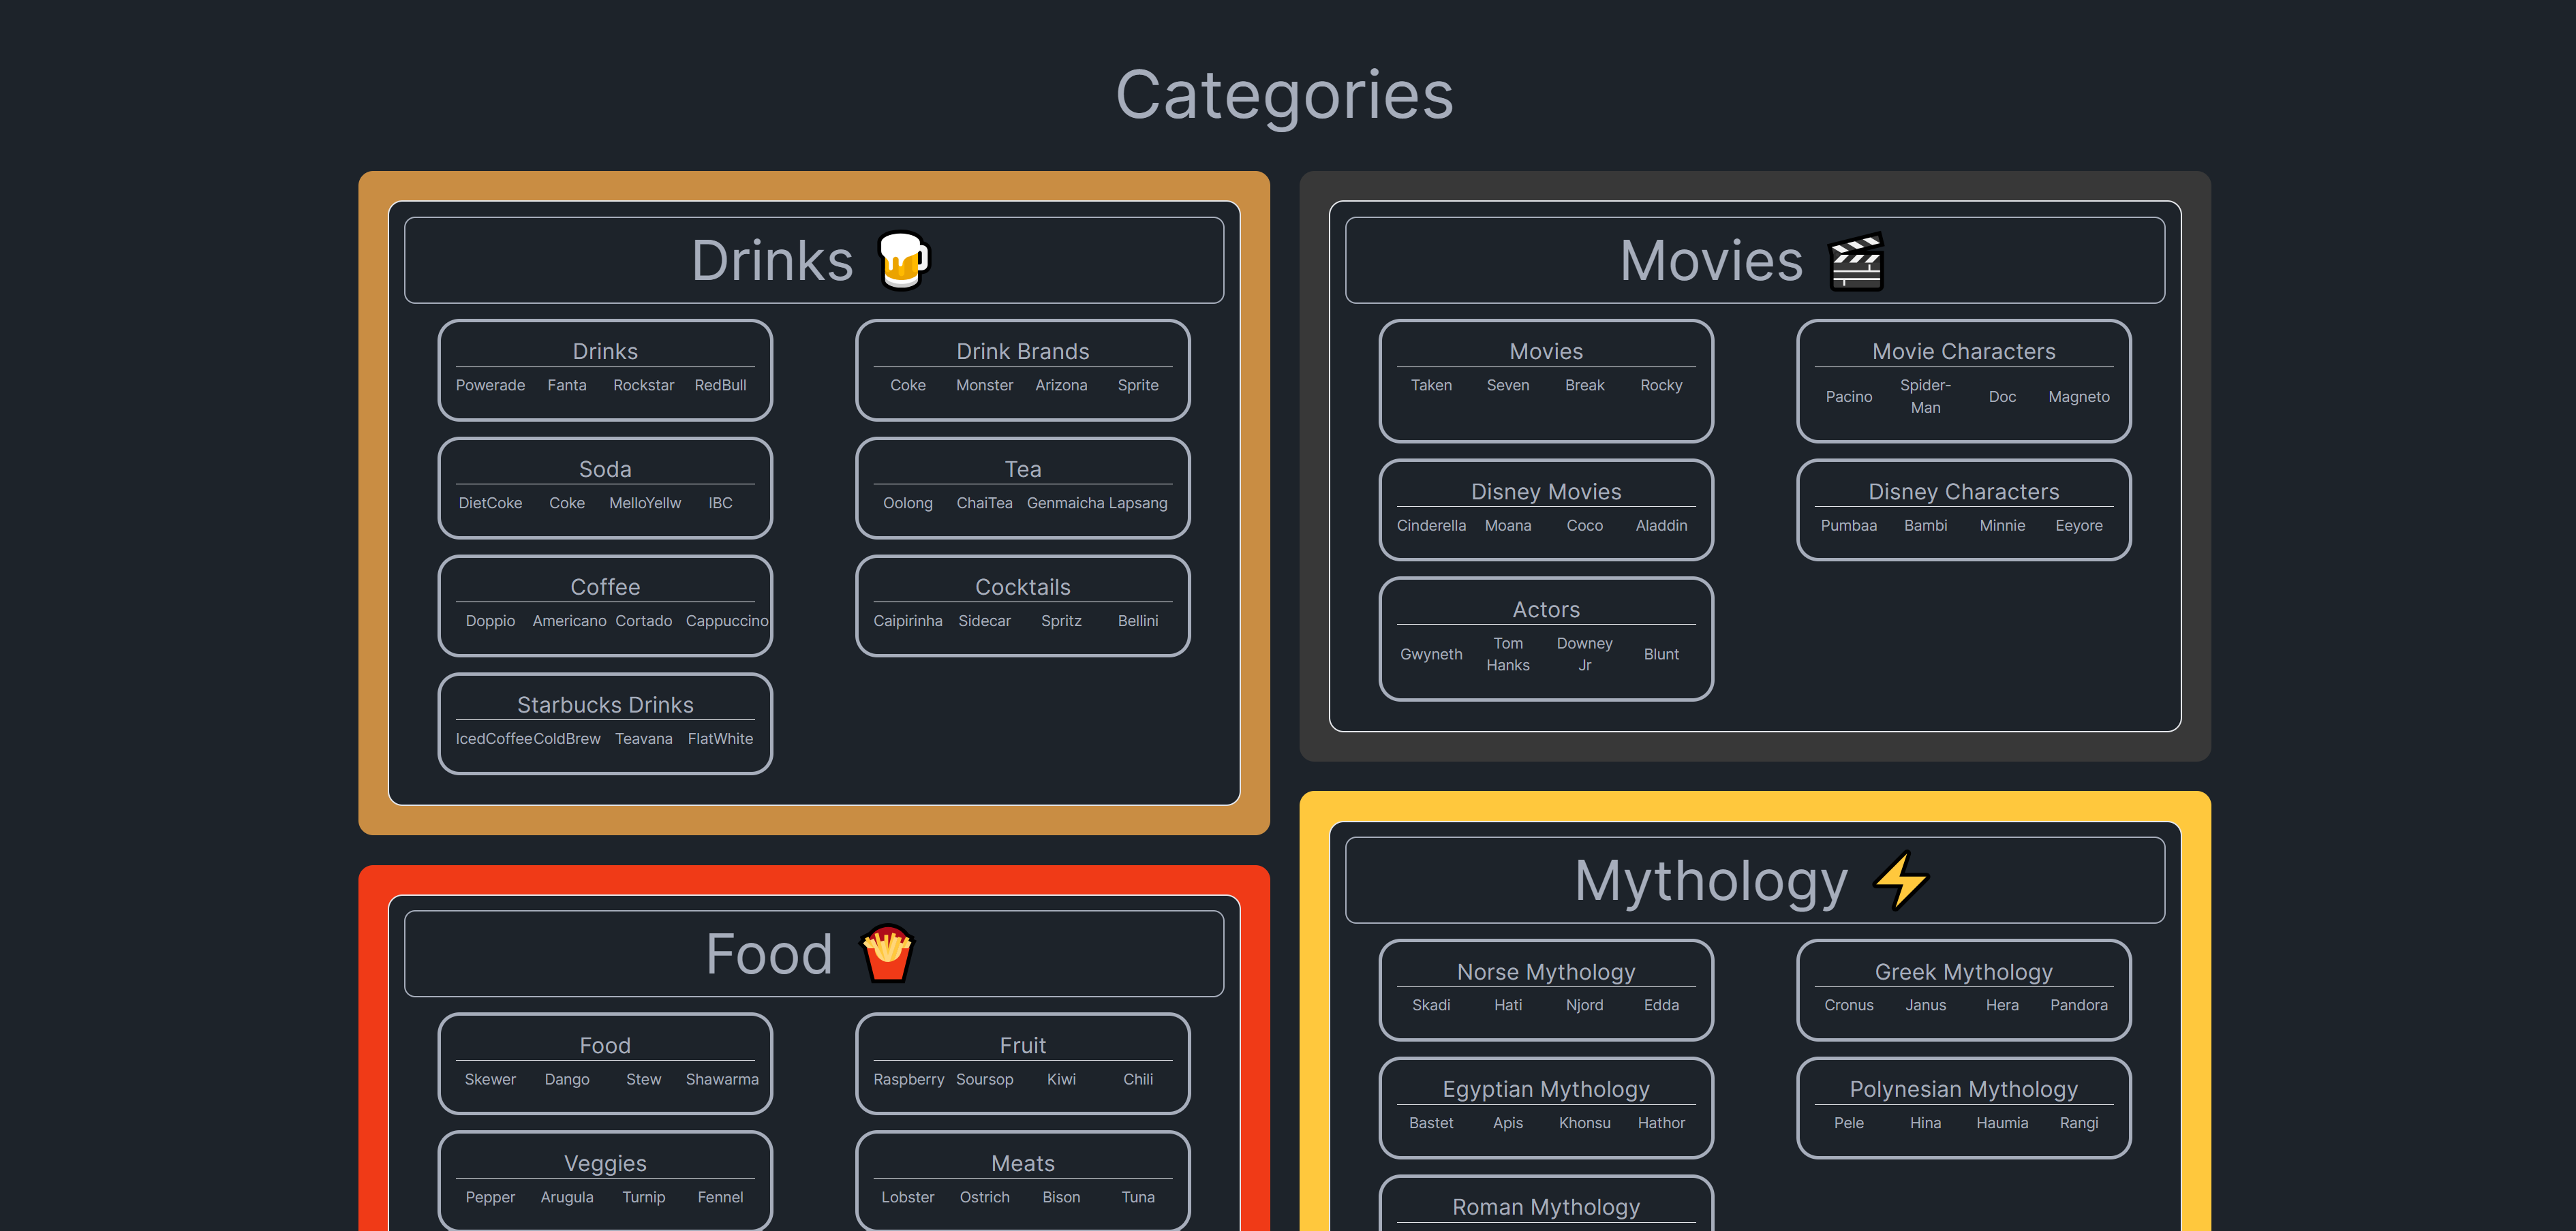 Categories
Drinks
Drinks
Powerade Fanta Rockstar RedBull
Drink Brands
Coke Monster Arizona Sprite
Soda
DietCoke Coke MelloYellw IBC
Tea
Oolong ChaiTea Genmaicha Lapsang
Coffee
Doppio Americano Cortado Cappuccino
Cocktails
Caipirinha Sidecar Spritz Bellini
Starbucks Drinks
IcedCoffee ColdBrew Teavana FlatWhite
Movies
Movies
Taken Seven Break Rocky
Movie Characters
Pacino Spider-
Man Doc Magneto
Disney Movies
Cinderella Moana Coco Aladdin
Disney Characters
Pumbaa Bambi Minnie Eeyore
Actors
Gwyneth Tom
Hanks Downey
Jr Blunt
Food
Food
Skewer Dango Stew Shawarma
Fruit
Raspberry Soursop Kiwi Chili
Veggies
Pepper Arugula Turnip Fennel
Meats
Lobster Ostrich Bison Tuna
Mythology
Norse Mythology
Skadi Hati Njord Edda
Greek Mythology
Cronus Janus Hera Pandora
Egyptian Mythology
Bastet Apis Khonsu Hathor
Polynesian Mythology
Pele Hina Haumia Rangi
Roman Mythology